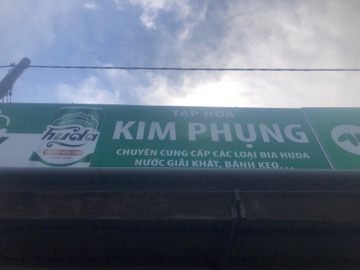 TẠP HÓA
huda
KIM PHỤNG
CHUYÊN CUNG CẤP CÁC LOẠI BIA HUDA
NƯỚC GIẢI KHÁT, BÁNH KẸO...